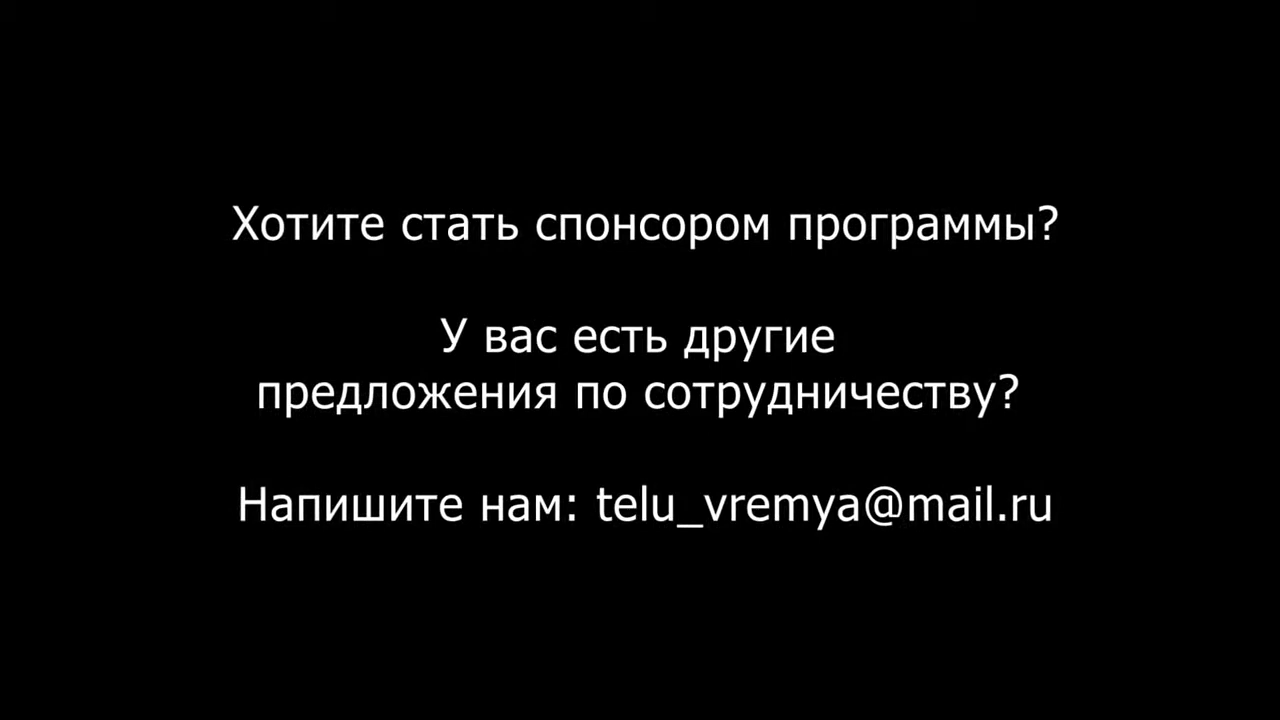 Хотите стать спонсором программы?
У вас есть другие
предложения по сотрудничеству?
Напишите нам: telu_vremya@mail.ru